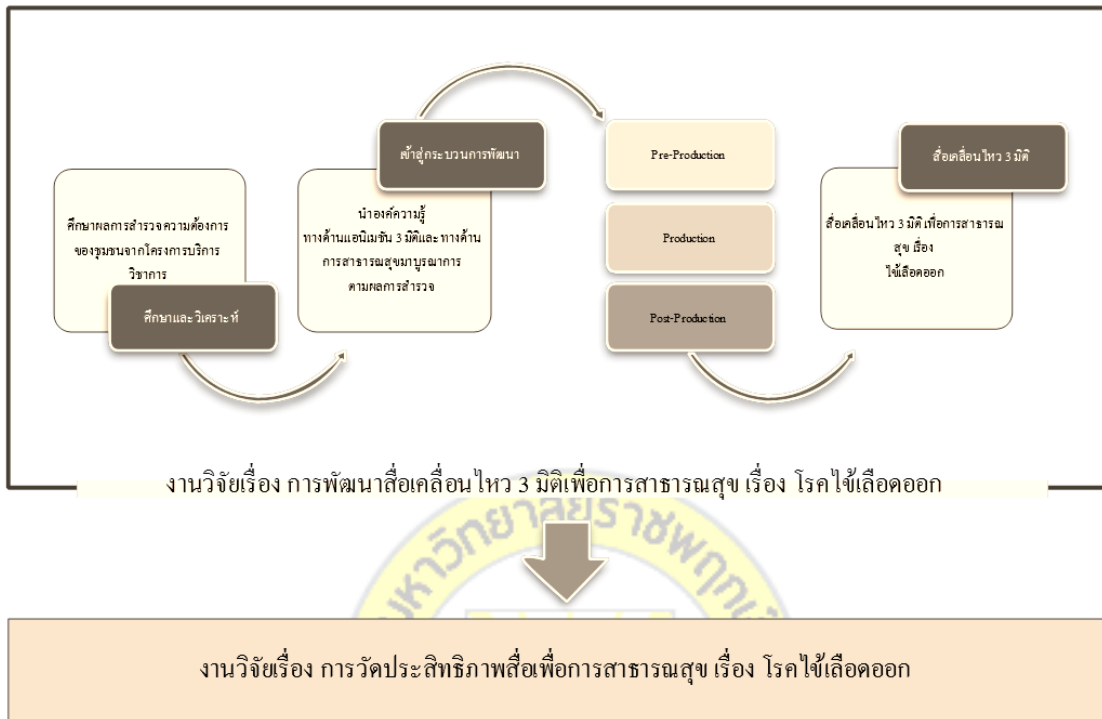 ศึกษาผลการสำรวจความต้องการ
ของชุมชนจากโครงการบริการ
วิชาการ
ศึกษาและวิเคราะห์
เข้าสู่กระบวนการพัฒนา
นำองค์ความรู้
ทางด้านแอนิเมชัน 3 มิติและทางด้าน
การสาธารณสุขมาบูรณาการ
ตามผลการสำรวจ
Pre-Production
Production
Post-Production
สื่อเคลื่อนไหว 3 มิติ
สื่อเคลื่อนไหว 3 มิติเพื่อการสาธารณ
สุข เรื่อง
ไข้เลือดออก
งานวิจัยเรื่อง การพัฒนาสื่อเคลื่อนไหว 3 มิติเพื่อการสาธารณสุข เรื่อง โรคไข้เลือดออก
มหาวิทยาลัยราชพฤกษ์
งานวิจัยเรื่อง การวัดประสิทธิภาพสื่อเพื่อการสาธารณสุข เรื่อง โรคไข้เลือดออก